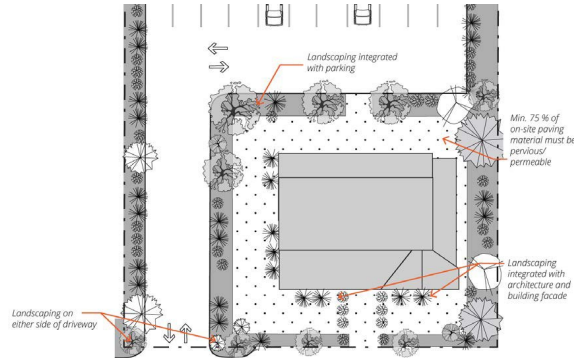 Landscaping integrated
with parking
Min. 75 % of
on-site paving
material must be
pervious/
permeable
Landscaping
integrated with
architecture and
building facade
Landscaping on
either side of driveway